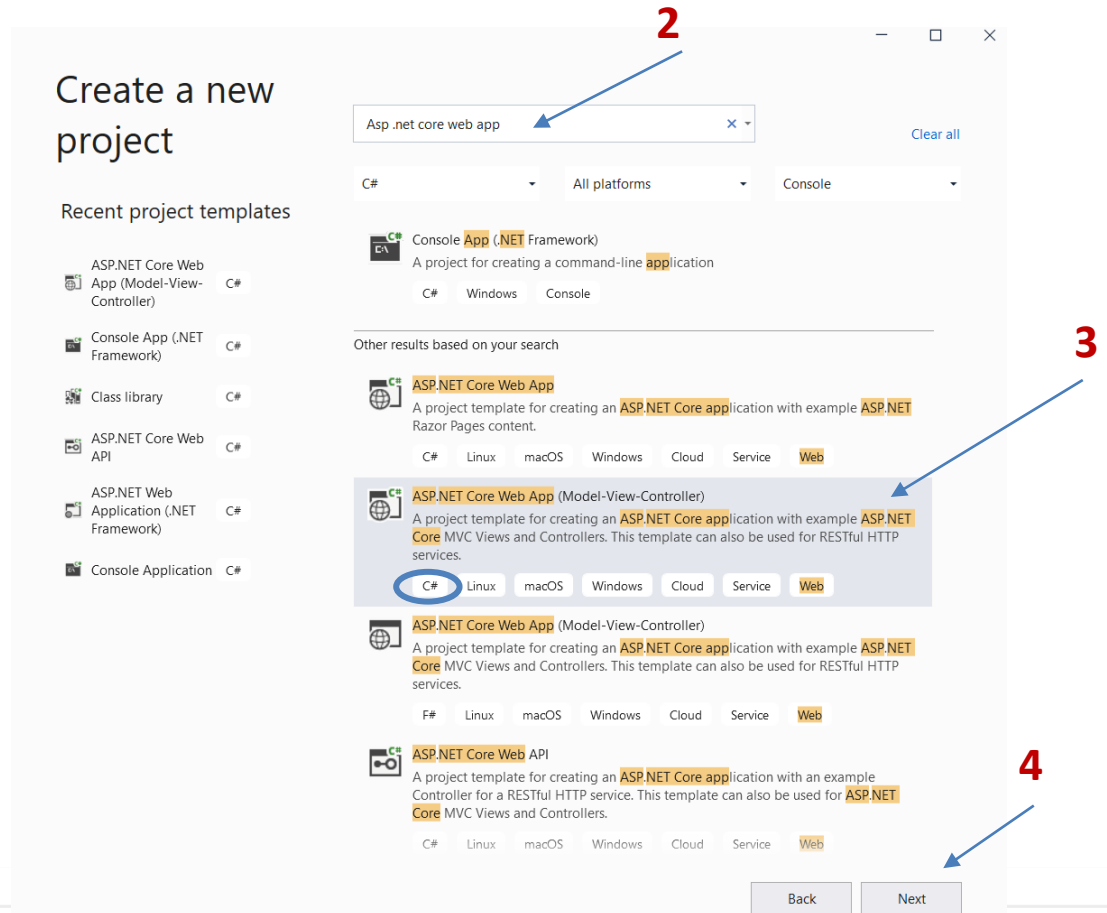 2
Create a new
project
Asp .net core web app
Clear all
C#
All platforms
Console
Recent project templates
ASP.NET Core Web
App (Model-View-
Controller)
C#
Console App (.NET
Framework)
C#
Class library
C#
ASP.NET Core Web
API
C#
ASP.NET Web
Application (.NET
Framework)
C#
Console Application
C#
Console App (.NET Framework)
A project for creating a command-line application
C# Windows Console
Other results based on your search
3
ASP.NET Core Web App
A project template for creating an ASP.NET Core application with example ASP.NET
Razor Pages content.
C# Linux macOS Windows Cloud Service Web
ASP.NET Core Web App (Model-View-Controller)
A project template for creating an ASP.NET Core application with example ASP.NET
Core MVC Views and Controllers. This template can also be used for RESTful HTTP
services.
C# Linux macOS Windows Cloud Service Web
ASP.NET Core Web App (Model-View-Controller)
A project template for creating an ASP.NET Core application with example ASP.NET
Core MVC Views and Controllers. This template can also be used for RESTful HTTP
services.
F# Linux macOS Windows Cloud Service Web
ASP.NET Core Web API
A project template for creating an ASP.NET Core application with an example
Controller for a RESTful HTTP service. This template can also be used for ASP.NET
Core MVC Views and Controllers.
C# Linux macOS Windows Cloud Service Web
4
Back
Next